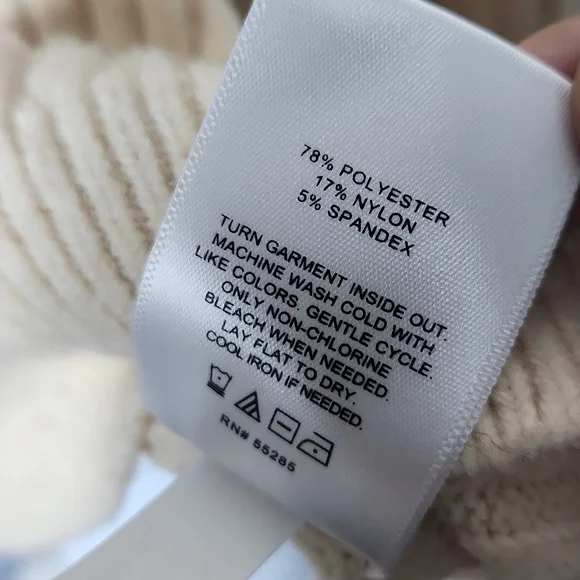 78% POLYESTER
17% NYLON
5% SPANDEX
TURN GARMENT INSIDE OUT.
MACHINE WASH COLD WITH
LIKE COLORS, GENTLE CYCLE.
ONLY NON-CHLORINE
BLEACH WHEN NEEDED.
LAY FLAT TO DRY.
COOL IRON IF NEEDED.
RN# 55285